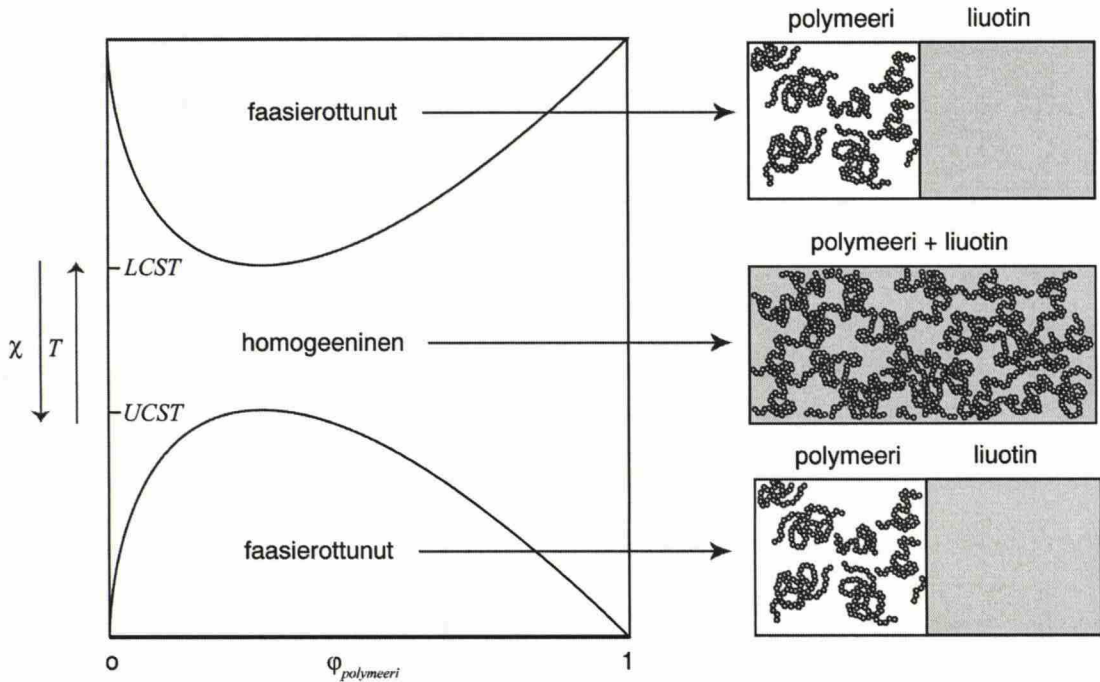 polymeeri liuotin
faasierottunut
LCST
polymeeri + liuotin
χ T
homogeeninen
UCST
polymeeri liuotin
faasierottunut
0 φpolymeeri 1